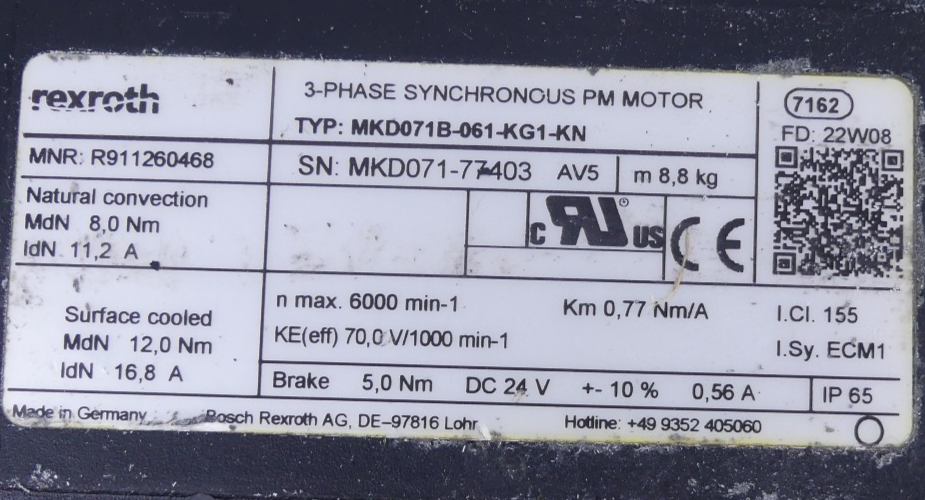 rexroth
3-PHASE SYNCHRONOUS PM MOTOR
TYP: MKD071B-061-KG1-KN
7162
FD: 22W08
MNR: R911260468
SN: MKD071-77403 AV5
m 8,8 kg
Natural convection
MdN 8,0 Nm
IdN 11,2 A
c RU US
CE
Surface cooled
MdN 12,0 Nm
IdN 16,8 A
n max. 6000 min-1
Km 0,77 Nm/A
KE(eff) 70,0 V/1000 min-1
I.Cl. 155
I.Sy. ECM1
Brake 5,0 Nm DC 24 V +- 10 % 0,56 A
IP 65
Made in Germany
Bosch Rexroth AG, DE-97816 Lohr
Hotline: +49 9352 405060